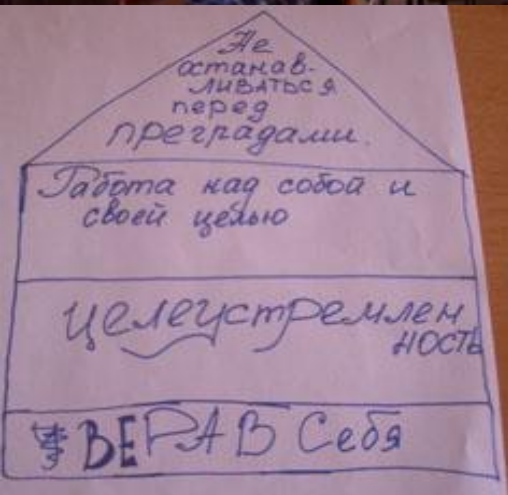 Не
останав-
ливаться
перед
преградами.
Работа над собой и
своей целью
целеустремлен
ность
ВЕРА В Себя